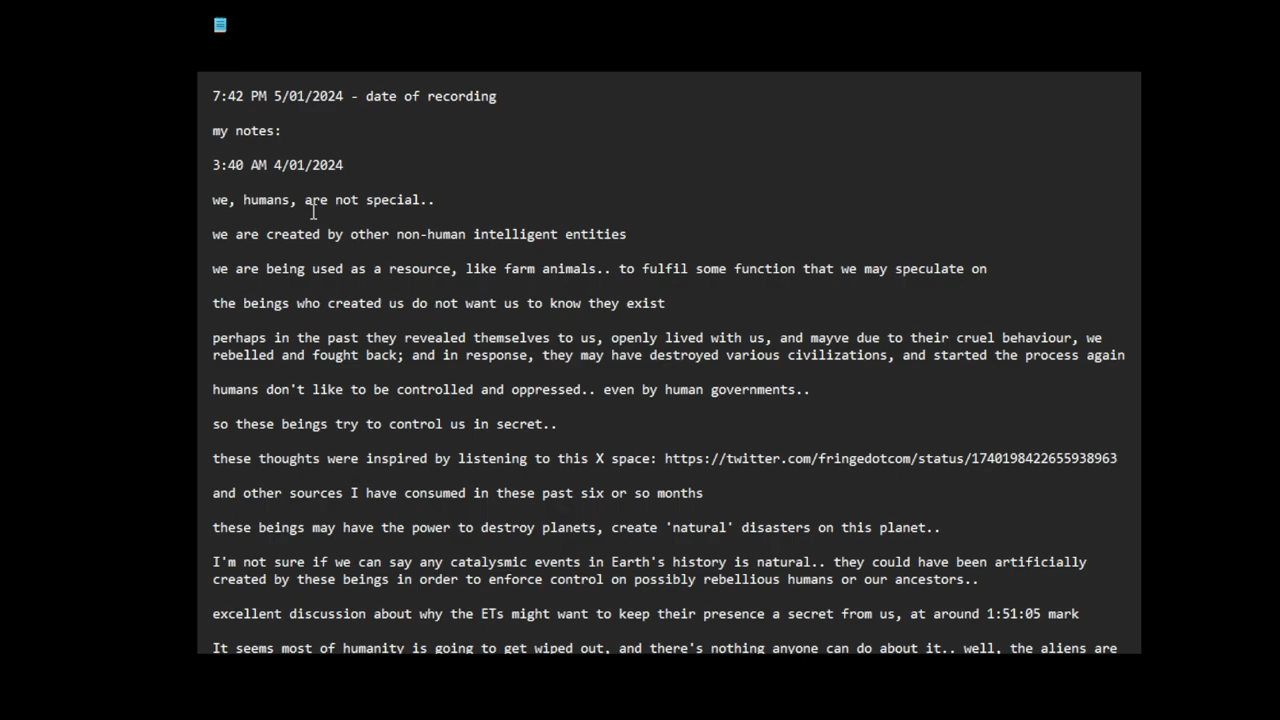 7:42 PM 5/01/2024 - date of recording
my notes:
3:40 AM 4/01/2024
we, humans, are not special..
we are created by other non-human intelligent entities
we are being used as a resource, like farm animals.. to fulfil some function that we may speculate on
the beings who created us do not want us to know they exist
perhaps in the past they revealed themselves to us, openly lived with us, and mayve due to their cruel behaviour, we
rebelled and fought back; and in response, they may have destroyed various civilizations, and started the process again
humans don't like to be controlled and oppressed.. even by human governments..
so these beings try to control us in secret..
these thoughts were inspired by listening to this X space: https://twitter.com/fringedotcom/status/1740198422655938963
and other sources I have consumed in these past six or so months
these beings may have the power to destroy planets, create 'natural' disasters on this planet..
I'm not sure if we can say any catalysmic events in Earth's history is natural.. they could have been artificially
created by these beings in order to enforce control on possibly rebellious humans or our ancestors..
excellent discussion about why the ETs might want to keep their presence a secret from us, at around 1:51:05 mark
It seems most of humanity is going to get wiped out, and there's nothing anyone can do about it.. well, the aliens are